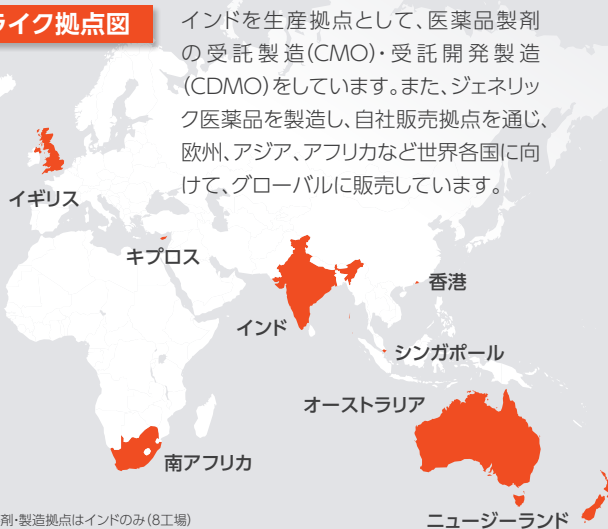 ライク拠点図
インドを生産拠点として、医薬品製剤
の受託製造(CMO)・受託開発製造
(CDMO)をしています。また、ジェネリッ
ク医薬品を製造し、自社販売拠点を通じ、
欧州、アジア、アフリカなど世界各国に向
けて、グローバルに販売しています。
イギリス
キプロス
香港
インド
シンガポール
オーストラリア
南アフリカ
剤・製造拠点はインドのみ(8工場)
ニュージーランド